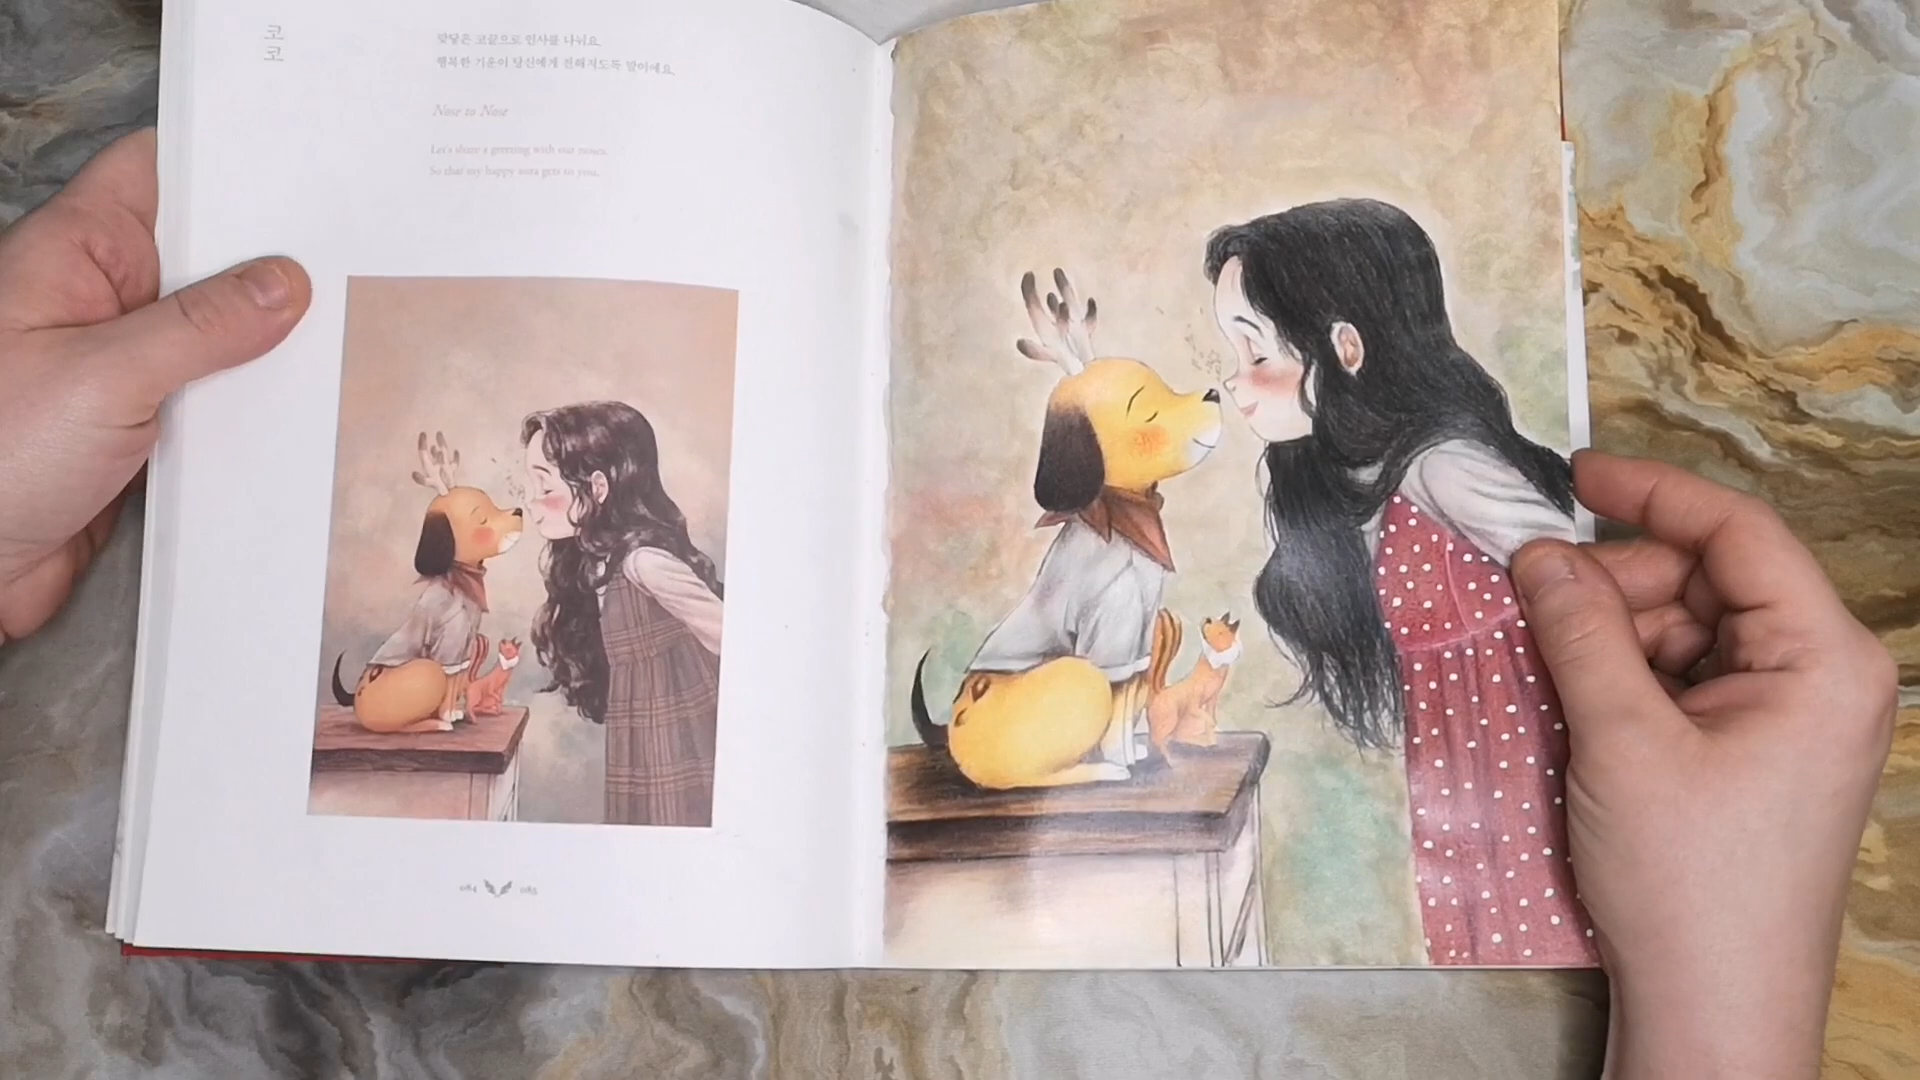 코코
맞닿은 코끝으로 인사를 나눠요.
행복한 기운이 당신에게 전해지도록 말이에요.
Nose to Nose
Let's share a greeting with our noses.
So that my happy aura gets to you.
084 085